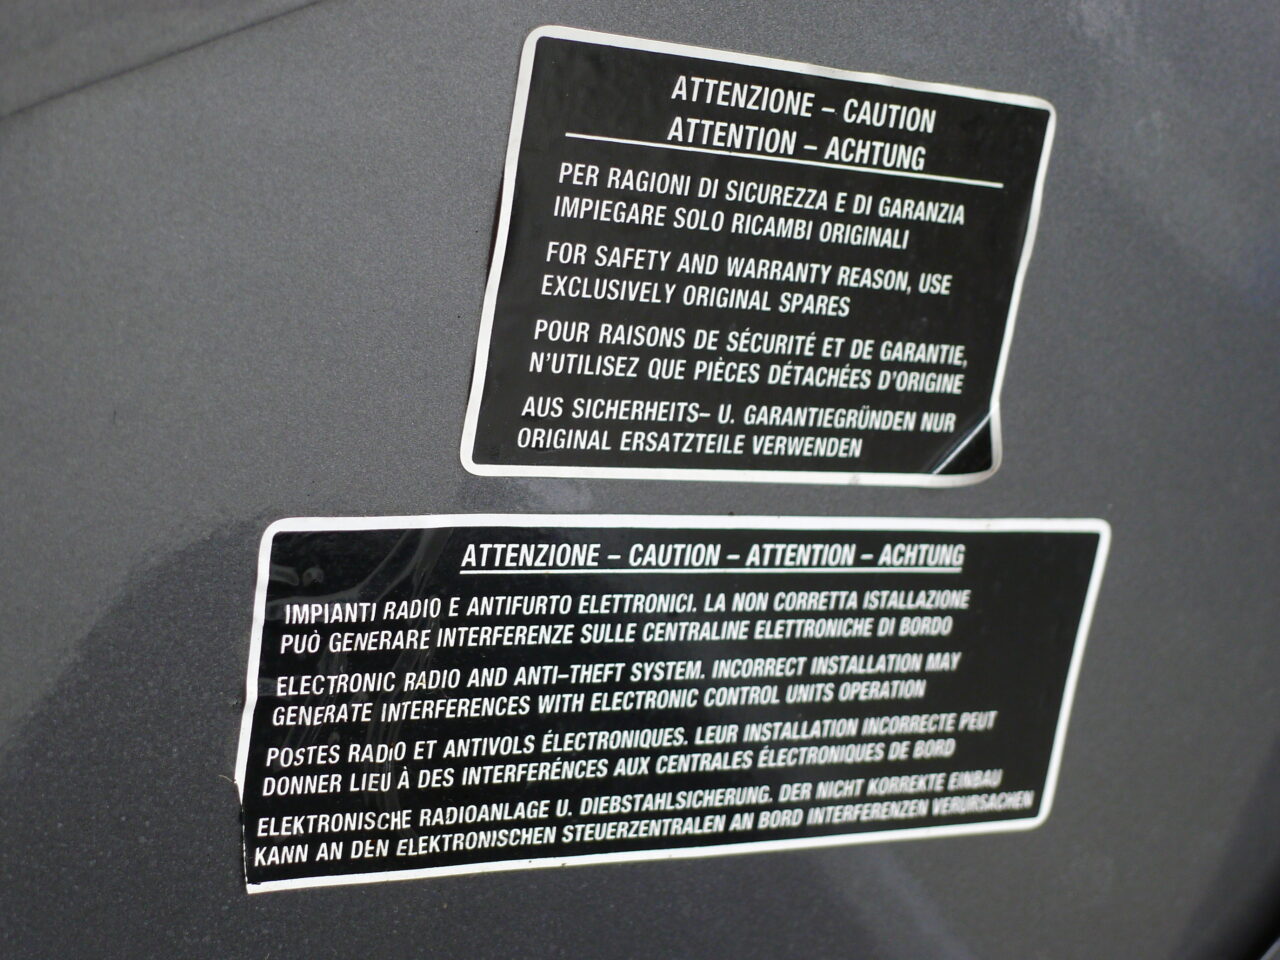 ATTENZIONE – CAUTION
ATTENTION – ACHTUNG
PER RAGIONI DI SICUREZZA E DI GARANZIA
IMPIEGARE SOLO RICAMBI ORIGINALI
FOR SAFETY AND WARRANTY REASON, USE
EXCLUSIVELY ORIGINAL SPARES
POUR RAISONS DE SÉCURITÉ ET DE GARANTIE,
N'UTILISEZ QUE PIÈCES DÉTACHÉES D'ORIGINE
AUS SICHERHEITS– U. GARANTIEGRÜNDEN NUR
ORIGINAL ERSATZTEILE VERWENDEN
ATTENZIONE – CAUTION – ATTENTION – ACHTUNG
IMPIANTI RADIO E ANTIFURTO ELETTRONICI. LA NON CORRETTA ISTALLAZIONE
PUÒ GENERARE INTERFERENZE SULLE CENTRALINE ELETTRONICHE DI BORDO
ELECTRONIC RADIO AND ANTI–THEFT SYSTEM. INCORRECT INSTALLATION MAY
GENERATE INTERFERENCES WITH ELECTRONIC CONTROL UNITS OPERATION
POSTES RADIO ET ANTIVOLS ÉLECTRONIQUES. LEUR INSTALLATION INCORRECTE PEUT
DONNER LIEU À DES INTERFERÉNCES AUX CENTRALES ÉLECTRONIQUES DE BORD
ELEKTRONISCHE RADIOANLAGE U. DIEBSTAHLSICHERUNG. DER NICHT KORREKTE EINBAU
KANN AN DEN ELEKTRONISCHEN STEUERZENTRALEN AN BORD INTERFERENZEN VERURSACHEN